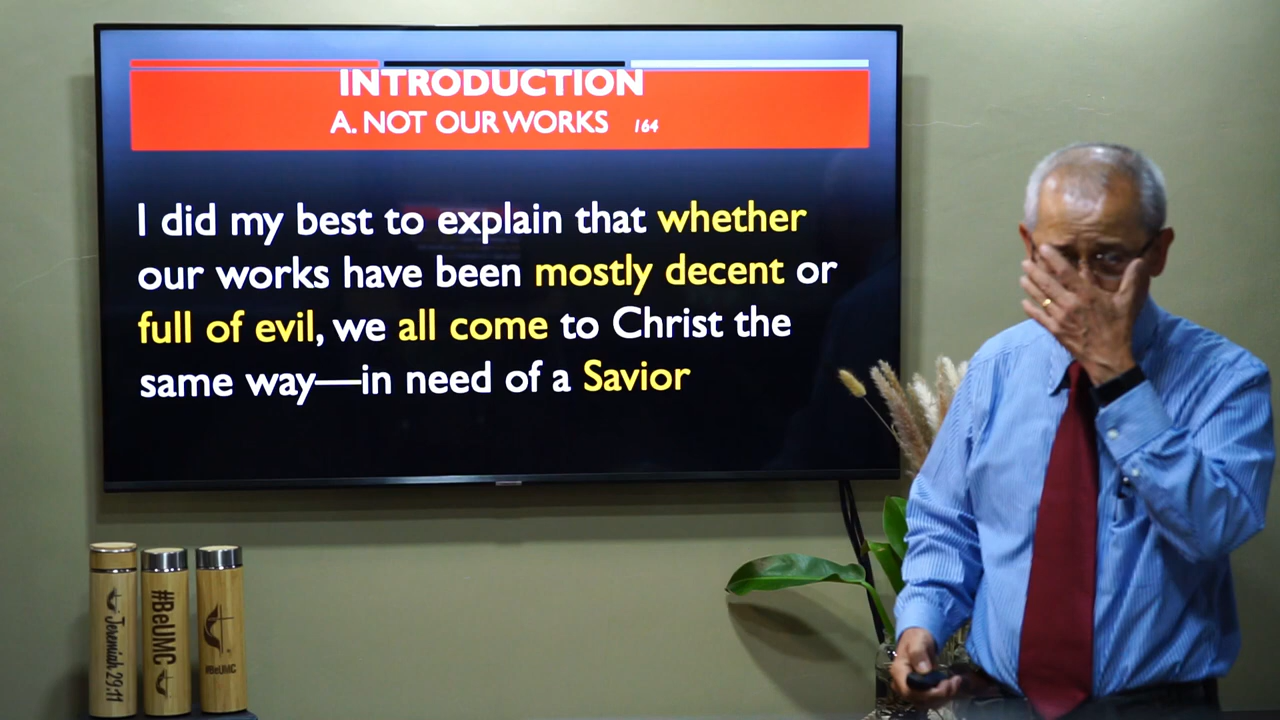 INTRODUCTION
A. NOT OUR WORKS 164
I did my best to explain that whether
our works have been mostly decent or
full of evil, we all come to Christ the
same way—in need of a Savior
Jeremiah 29:11
#BeUMC
#BeUMC